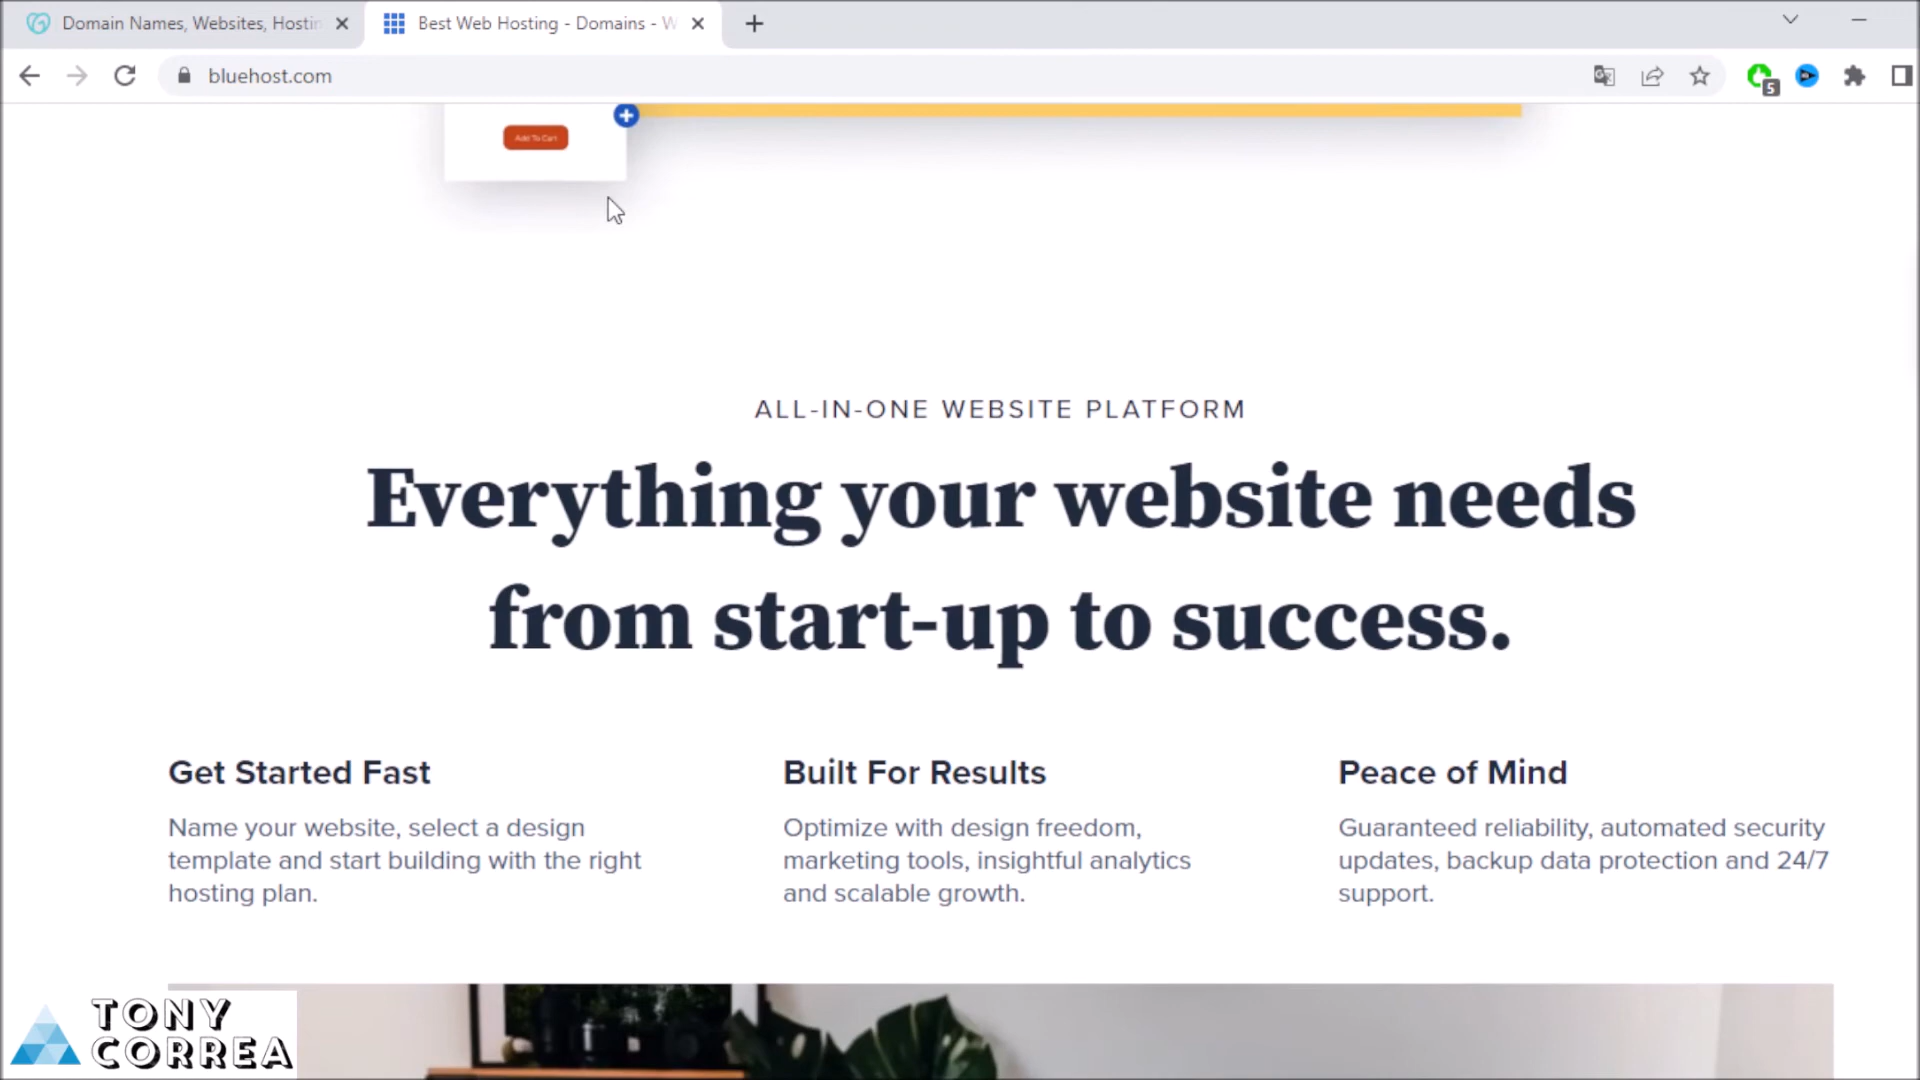 Domain Names, Websites, Hostin
Best Web Hosting - Domains - W
bluehost.com
5
Add To Cart
ALL-IN-ONE WEBSITE PLATFORM
Everything your website needs
from start-up to success.
Get Started Fast
Name your website, select a design
template and start building with the right
hosting plan.
Built For Results
Optimize with design freedom,
marketing tools, insightful analytics
and scalable growth.
Peace of Mind
Guaranteed reliability, automated security
updates, backup data protection and 24/7
support.
TONY
CORREA